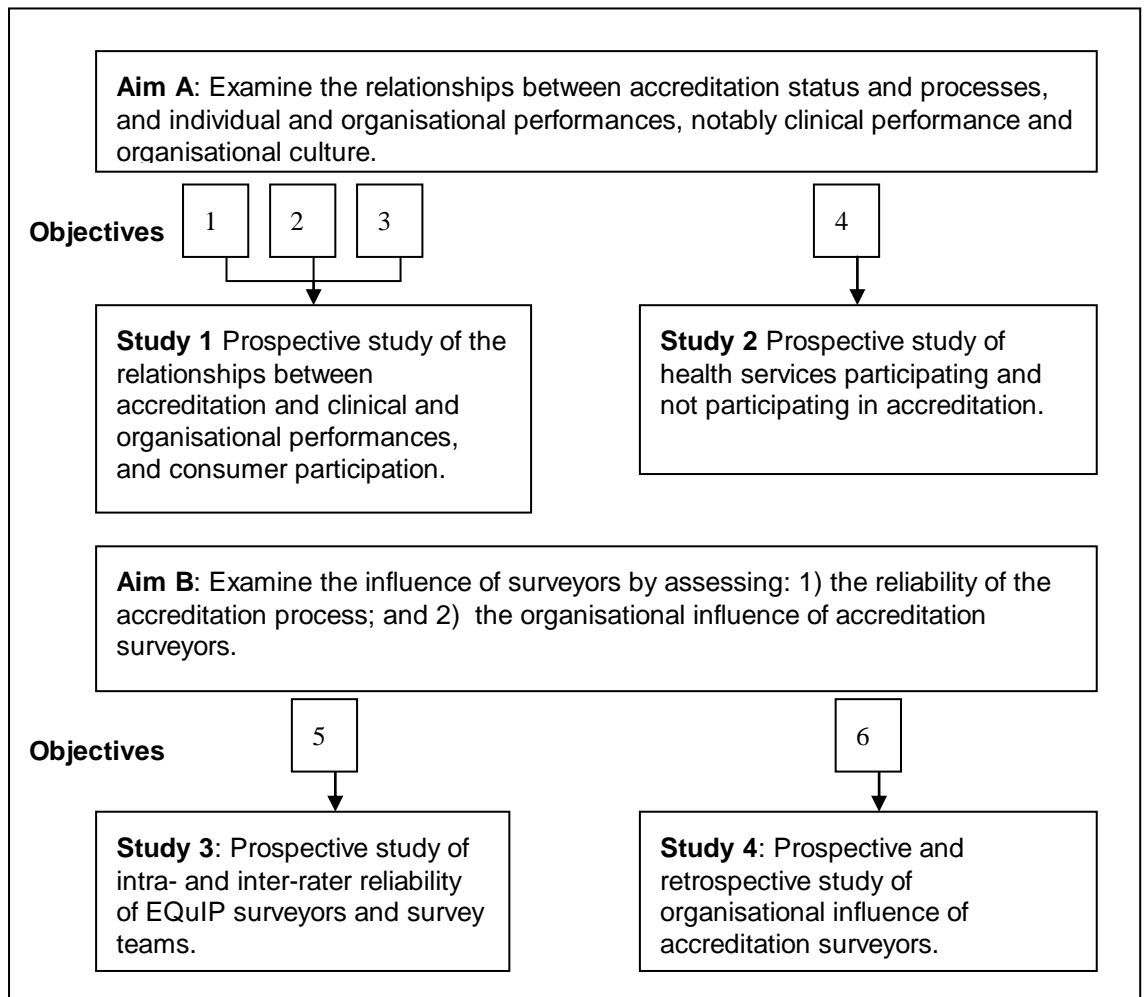 Aim A: Examine the relationships between accreditation status and processes,
and individual and organisational performances, notably clinical performance and
organisational culture.
Objectives
1
2
3
4
Study 1 Prospective study of the
relationships between
accreditation and clinical and
organisational performances,
and consumer participation.
Study 2 Prospective study of
health services participating and
not participating in accreditation.
Aim B: Examine the influence of surveyors by assessing: 1) the reliability of the
accreditation process; and 2) the organisational influence of accreditation
surveyors.
Objectives
5
6
Study 3: Prospective study of
intra- and inter-rater reliability
of EQuIP surveyors and survey
teams.
Study 4: Prospective and
retrospective study of
organisational influence of
accreditation surveyors.